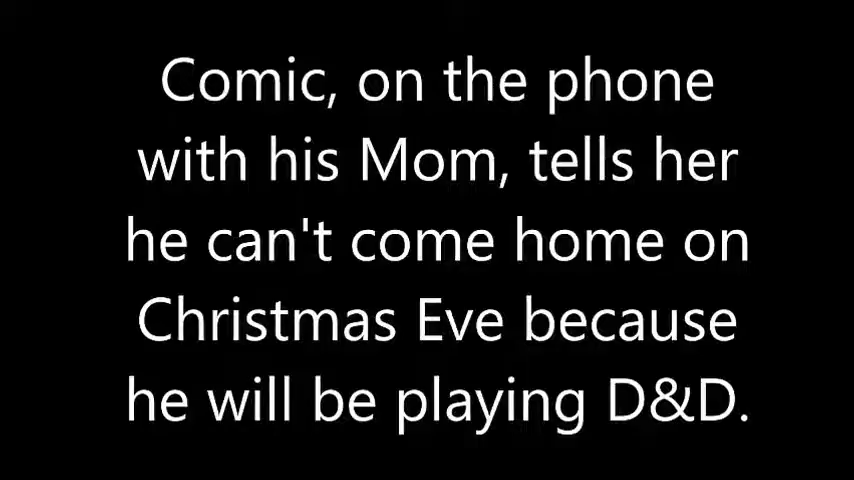 Comic, on the phone
with his Mom, tells her
he can't come home on
Christmas Eve because
he will be playing D&D.